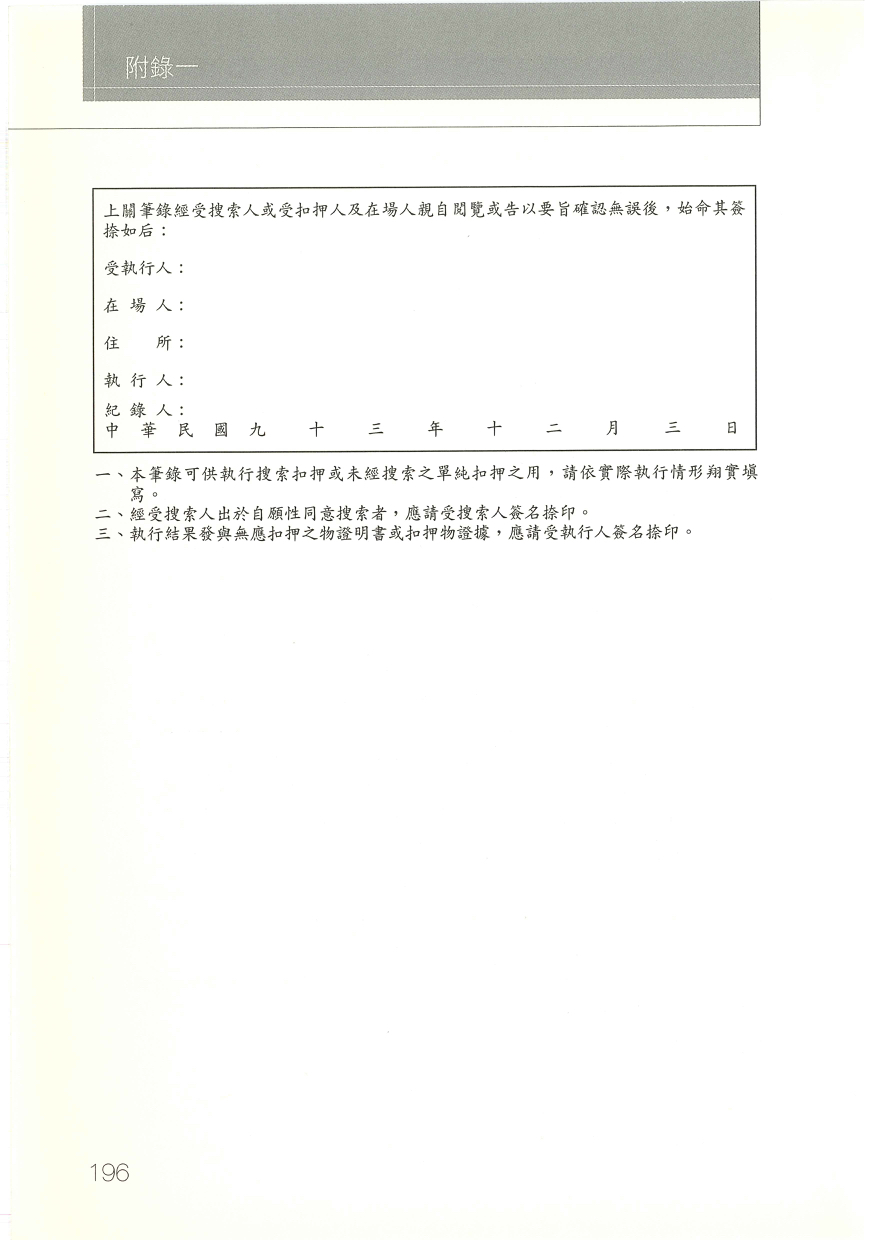 附錄一
上關筆錄經受搜索人或受扣押人及在場人親自閱覽或告以要旨確認無誤後，始命其簽
捺如后：
受執行人：
在 場 人：
住　　所：
執 行 人：
紀 錄 人：
中 華 民 國 九 十 三 年 十 二 月 三 日
一、本筆錄可供執行搜索扣押或未經搜索之單純扣押之用，請依實際執行情形翔實填
寫。
二、經受搜索人出於自願性同意搜索者，應請受搜索人簽名捺印。
三、執行結果發與無應扣押之物證明書或扣押物證據，應請受執行人簽名捺印。
196